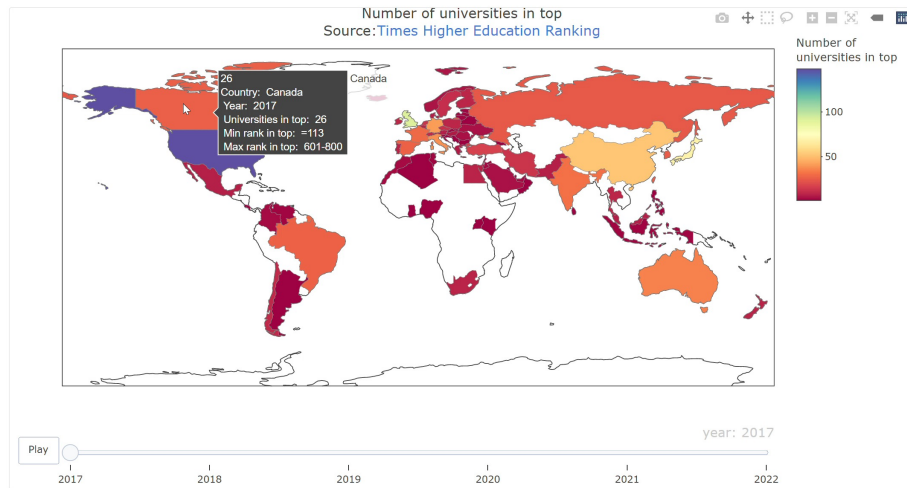 Number of universities in top
Source:Times Higher Education Ranking
Number of
universities in top
100
50
Canada
26
Country: Canada
Year: 2017
Universities in top: 26
Min rank in top: =113
Max rank in top: 601-800
year: 2017
Play
2017
2018
2019
2020
2021
2022